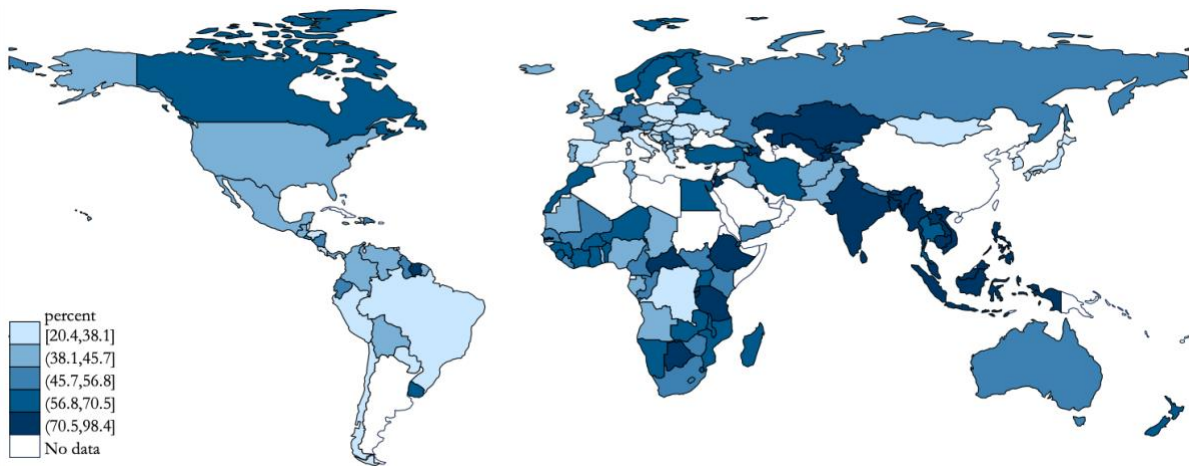 percent
[20.4,38.1]
(38.1,45.7]
(45.7,56.8]
(56.8,70.5]
(70.5,98.4]
No data